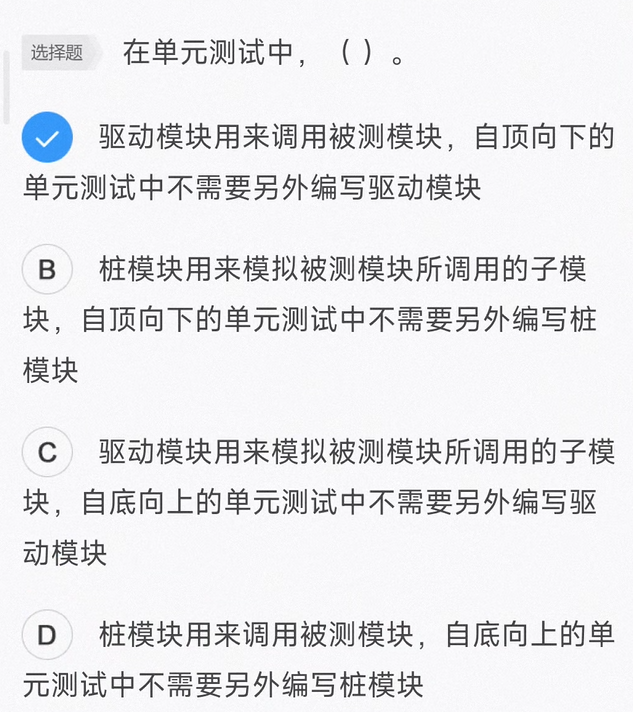 选择题 在单元测试中，（ ）。
驱动模块用来调用被测模块，自顶向下的
单元测试中不需要另外编写驱动模块
B 桩模块用来模拟被测模块所调用的子模
块，自顶向下的单元测试中不需要另外编写桩
模块
C 驱动模块用来模拟被测模块所调用的子模
块，自底向上的单元测试中不需要另外编写驱
动模块
D 桩模块用来调用被测模块，自底向上的单
元测试中不需要另外编写桩模块